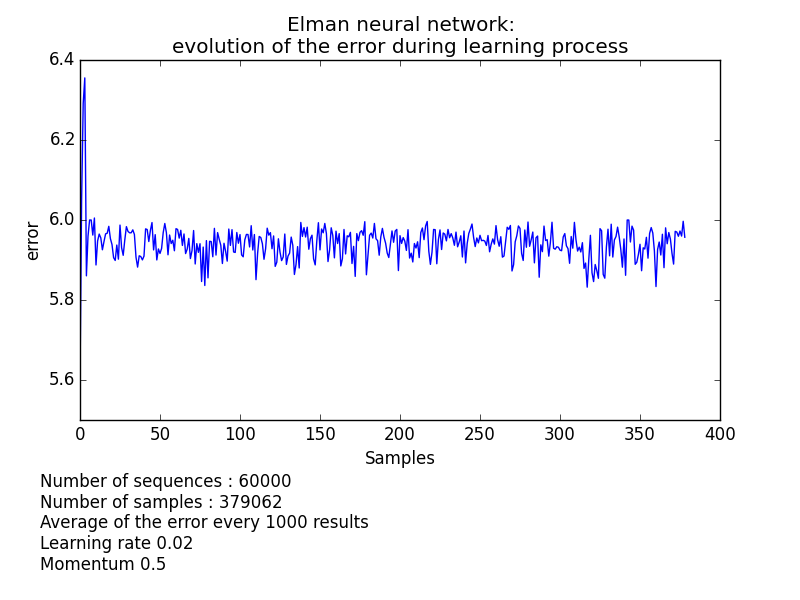 Elman neural network:
evolution of the error during learning process
6.4
6.2
6.0
5.8
5.6
error
0 50 100 150 200 250 300 350 400
Samples
Number of sequences : 60000
Number of samples : 379062
Average of the error every 1000 results
Learning rate 0.02
Momentum 0.5